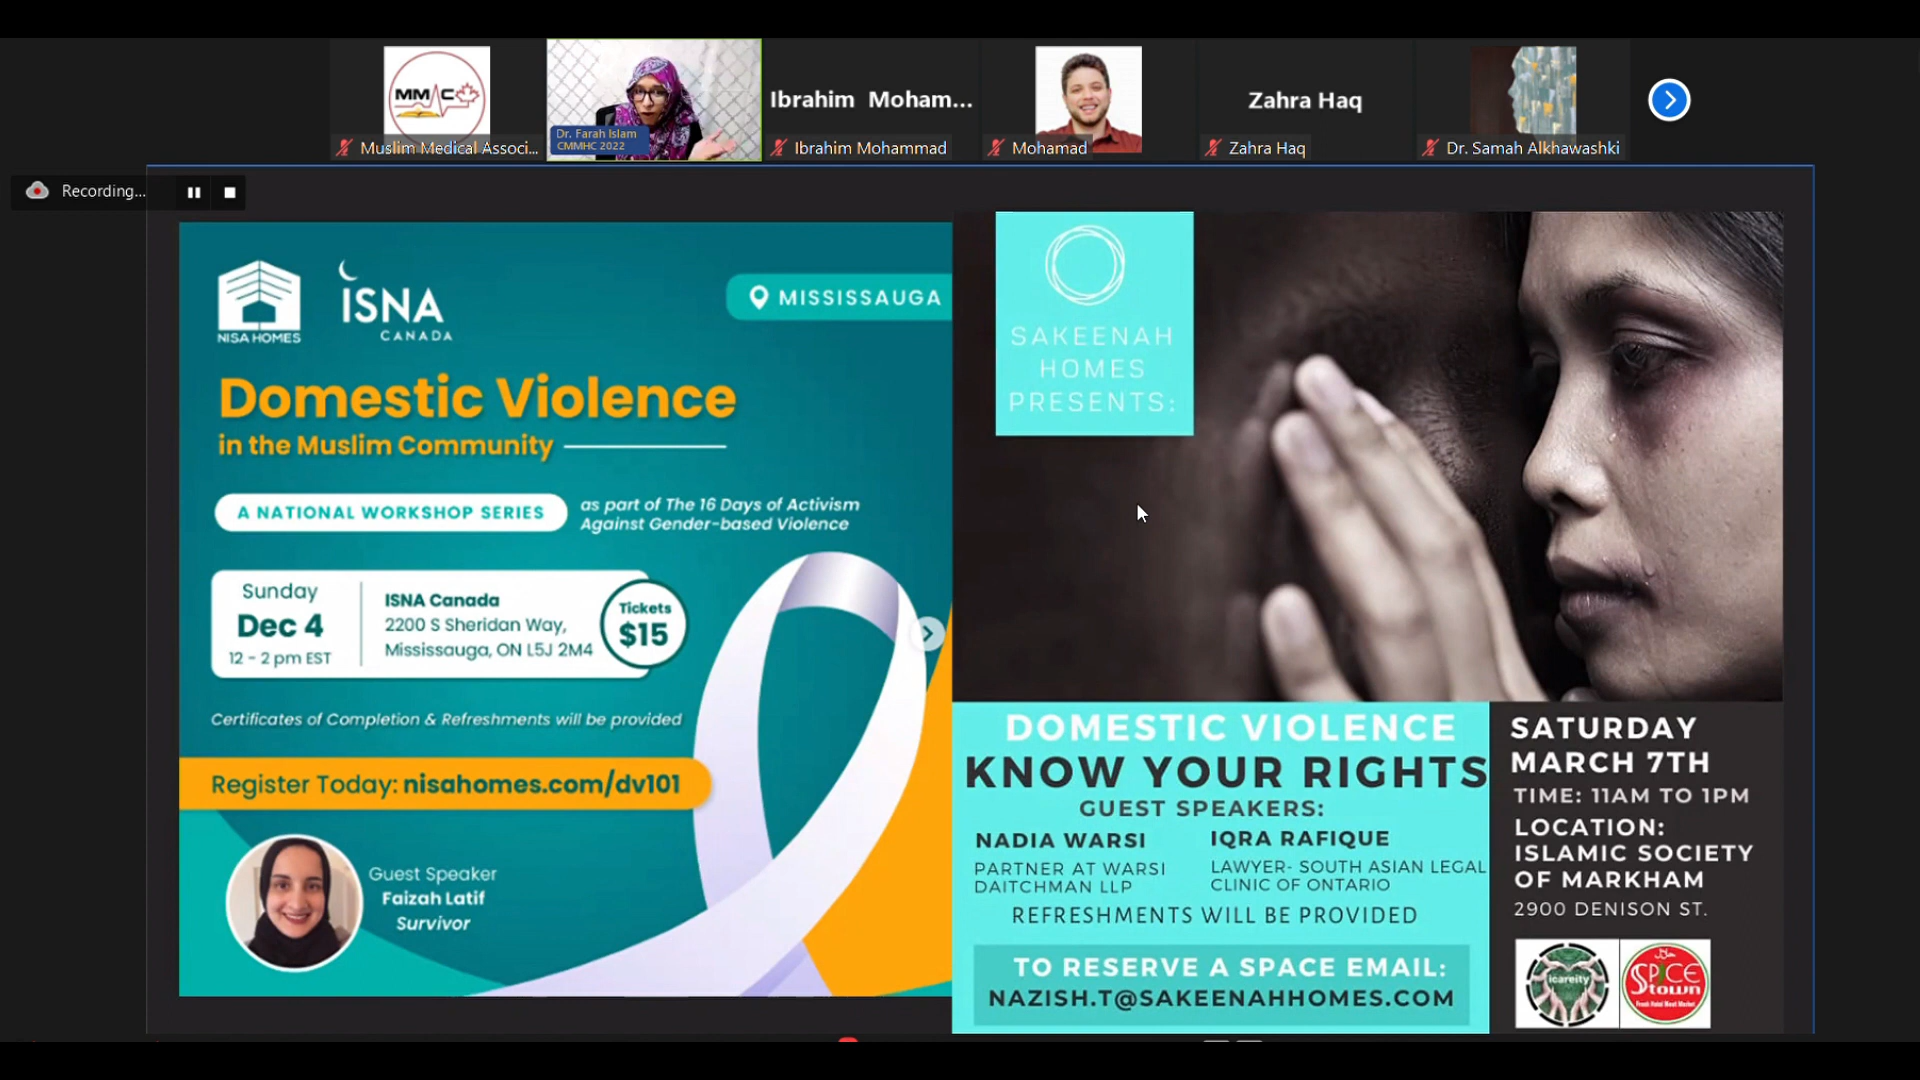 MMAC
Muslim Medical Associ...
Dr. Farah Islam
CMMHC 2022
Ibrahim Moham...
Ibrahim Mohammad
Mohamad
Zahra Haq
Zahra Haq
Dr. Samah Alkhawashki
Recording...
NISA HOMES
ISNA
CANADA
MISSISSAUGA
Domestic Violence
in the Muslim Community
A NATIONAL WORKSHOP SERIES
as part of The 16 Days of Activism
Against Gender-based Violence
Sunday
Dec 4
12 - 2 pm EST
ISNA Canada
2200 S Sheridan Way,
Mississauga, ON L5J 2M4
Tickets
$15
Certificates of Completion & Refreshments will be provided
Register Today: nisahomes.com/dv101
Guest Speaker
Faizah Latif
Survivor
SAKEENAH
HOMES
PRESENTS:
DOMESTIC VIOLENCE
KNOW YOUR RIGHTS
GUEST SPEAKERS:
NADIA WARSI
PARTNER AT WARSI
DAITCHMAN LLP
IQRA RAFIQUE
LAWYER- SOUTH ASIAN LEGAL
CLINIC OF ONTARIO
REFRESHMENTS WILL BE PROVIDED
TO RESERVE A SPACE EMAIL:
NAZISH.T@SAKEENAHHOMES.COM
SATURDAY
MARCH 7TH
TIME: 11AM TO 1PM
LOCATION:
ISLAMIC SOCIETY
OF MARKHAM
2900 DENISON ST.
icareity
حلال
SPICE
town
Fresh Halal Meat Market